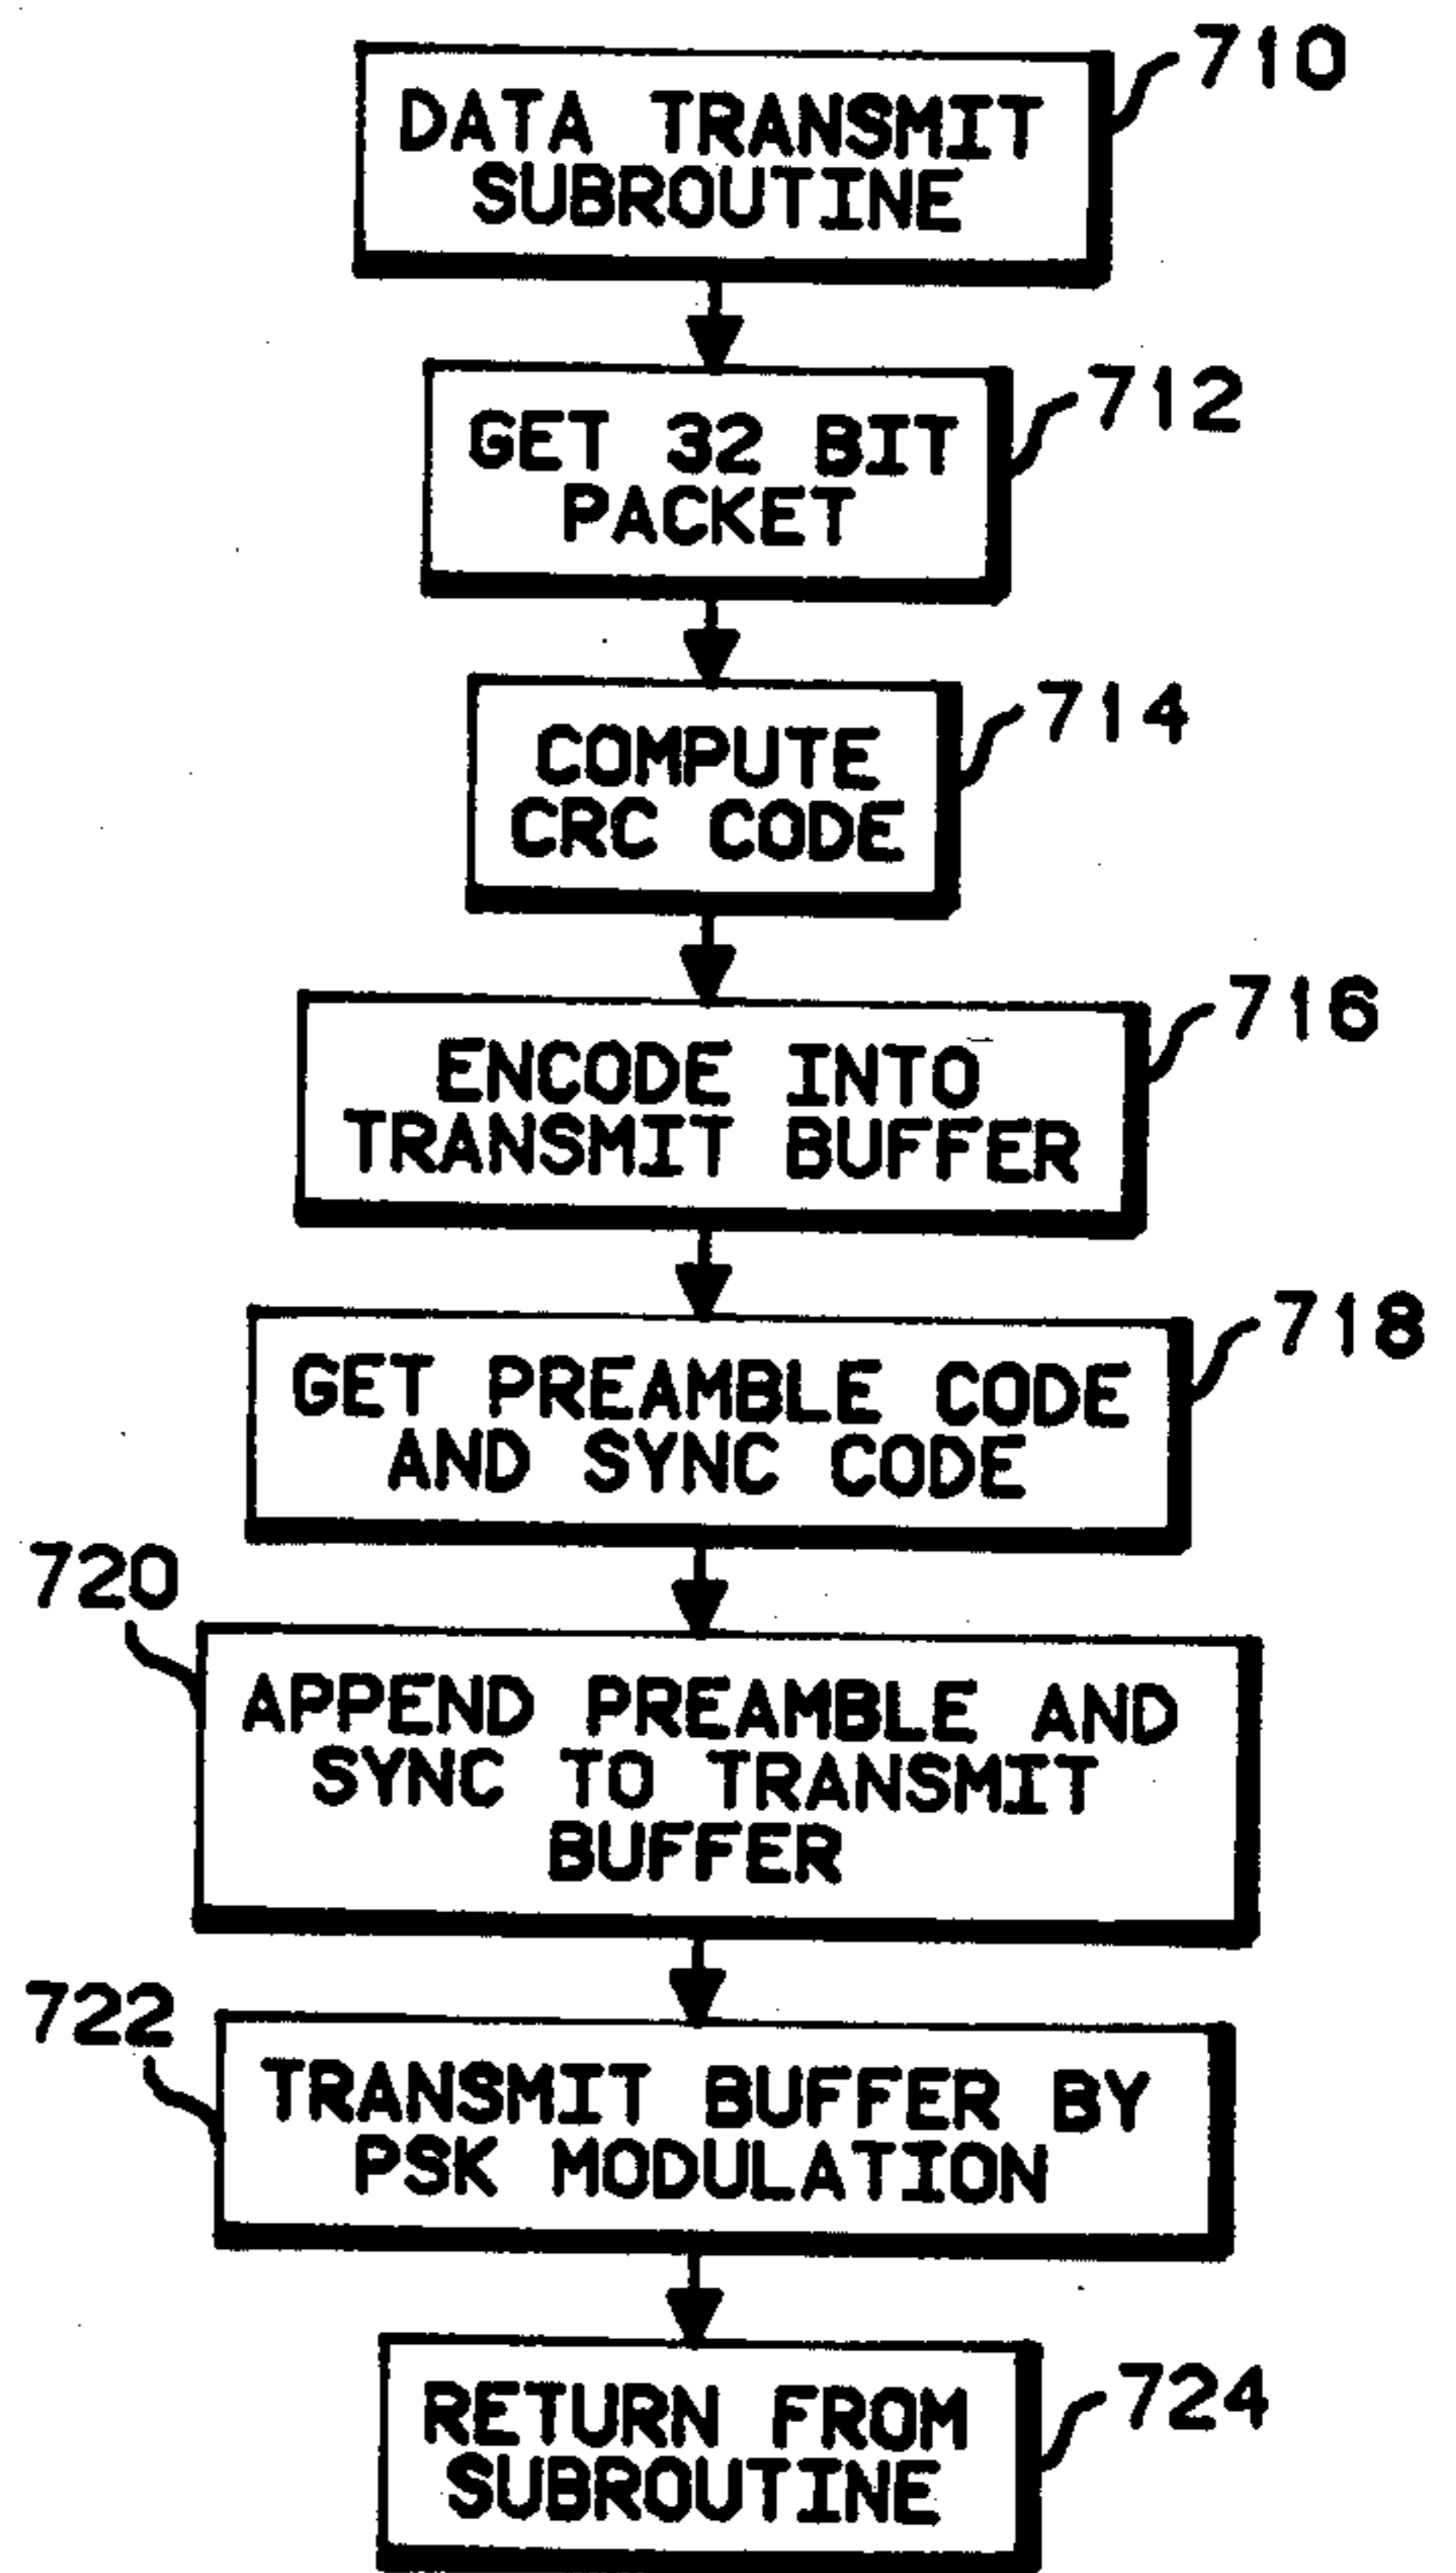 710
DATA TRANSMIT
SUBROUTINE
712
GET 32 BIT
PACKET
714
COMPUTE
CRC CODE
716
ENCODE INTO
TRANSMIT BUFFER
718
GET PREAMBLE CODE
AND SYNC CODE
720
APPEND PREAMBLE AND
SYNC TO TRANSMIT
BUFFER
722
TRANSMIT BUFFER BY
PSK MODULATION
724
RETURN FROM
SUBROUTINE